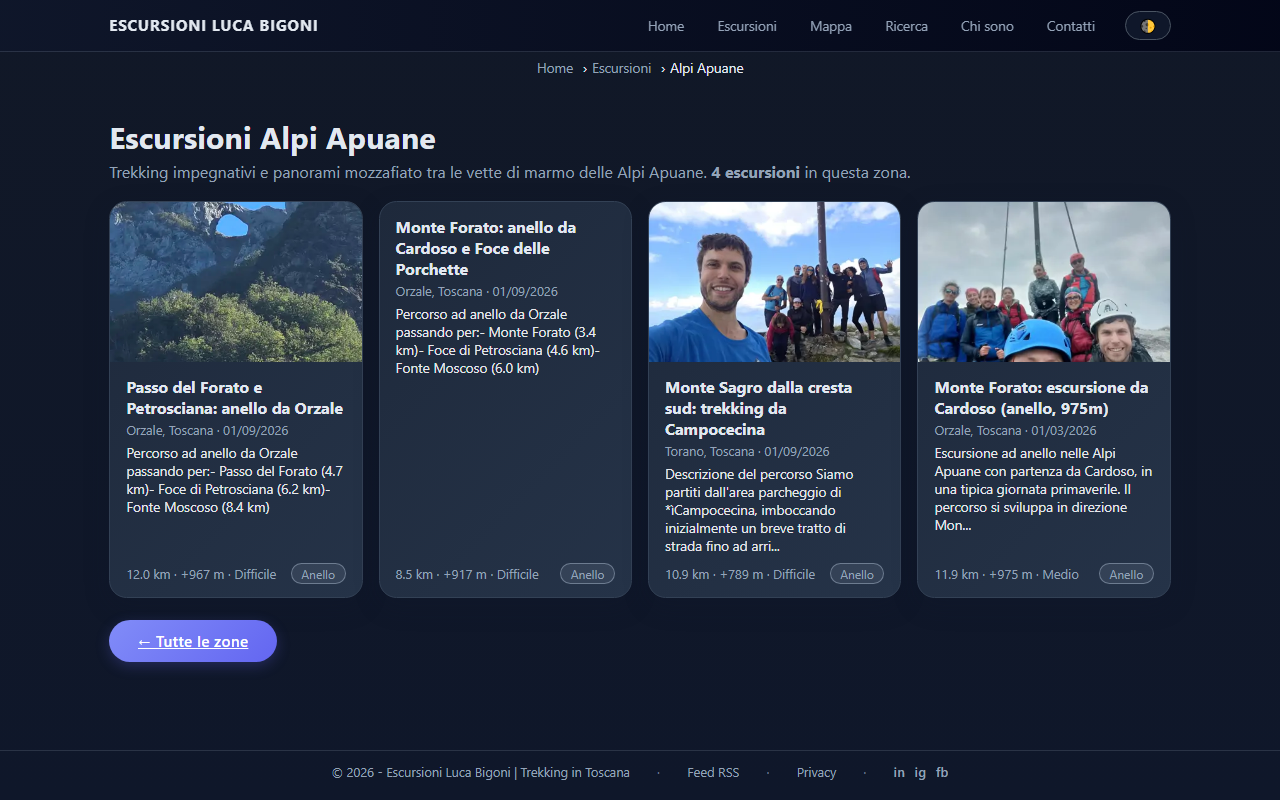 ESCURSIONI LUCA BIGONI
Home Escursioni Mappa Ricerca Chi sono Contatti
Home › Escursioni › Alpi Apuane
Escursioni Alpi Apuane
Trekking impegnativi e panorami mozzafiato tra le vette di marmo delle Alpi Apuane. 4 escursioni in questa zona.
Passo del Forato e
Petrosciana: anello da Orzale
Orzale, Toscana · 01/09/2026
Percorso ad anello da Orzale
passando per:- Passo del Forato (4.7
km)- Foce di Petrosciana (6.2 km)-
Fonte Moscoso (8.4 km)
12.0 km · +967 m · Difficile Anello
Monte Forato: anello da
Cardoso e Foce delle
Porchette
Orzale, Toscana · 01/09/2026
Percorso ad anello da Orzale
passando per:- Monte Forato (3.4
km)- Foce di Petrosciana (4.6 km)-
Fonte Moscoso (6.0 km)
8.5 km · +917 m · Difficile Anello
Monte Sagro dalla cresta
sud: trekking da
Campocecina
Torano, Toscana · 01/09/2026
Descrizione del percorso Siamo
partiti dall'area parcheggio di
*ìCampocecina, imboccando
inizialmente un breve tratto di
strada fino ad arri...
10.9 km · +789 m · Difficile Anello
Monte Forato: escursione da
Cardoso (anello, 975m)
Orzale, Toscana · 01/03/2026
Escursione ad anello nelle Alpi
Apuane con partenza da Cardoso, in
una tipica giornata primaverile. Il
percorso si sviluppa in direzione
Mon...
11.9 km · +975 m · Medio Anello
← Tutte le zone
© 2026 - Escursioni Luca Bigoni | Trekking in Toscana · Feed RSS · Privacy · in ig fb